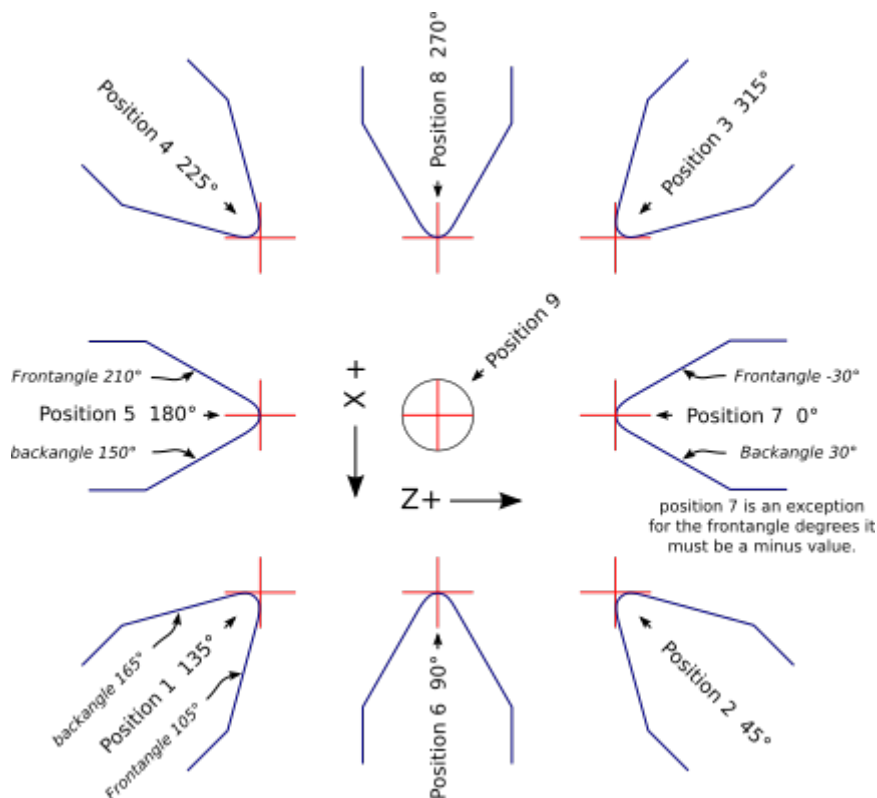 Position 4 225°
Position 8 270°
Position 3 315°
Position 9
Frontangle 210°
Position 5 180°
backangle 150°
X +
Z+
Frontangle -30°
Position 7 0°
Backangle 30°
position 7 is an exception
for the frontangle degrees it
must be a minus value.
backangle 165°
Position 1 135°
Frontangle 105°
Position 6 90°
Position 2 45°